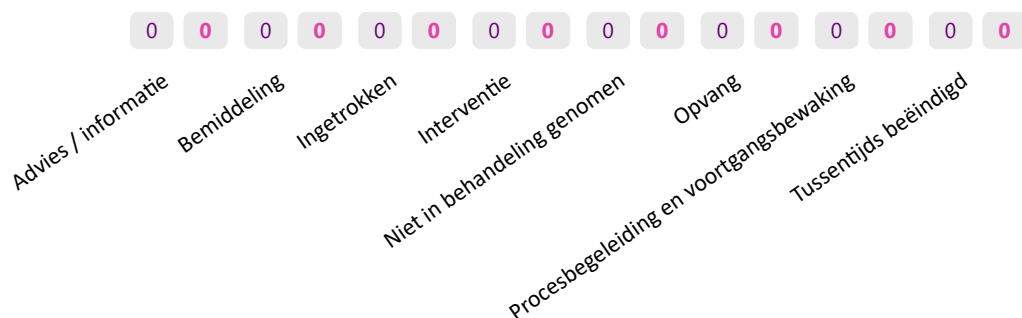 0 0 0 0 0 0 0 0 0 0 0 0 0 0 0 0
Advies / informatie
Bemiddeling
Ingetrokken
Interventie
Niet in behandeling genomen
Opvang
Procesbegeleiding en voortgangsbewaking
Tussentijds beëindigd